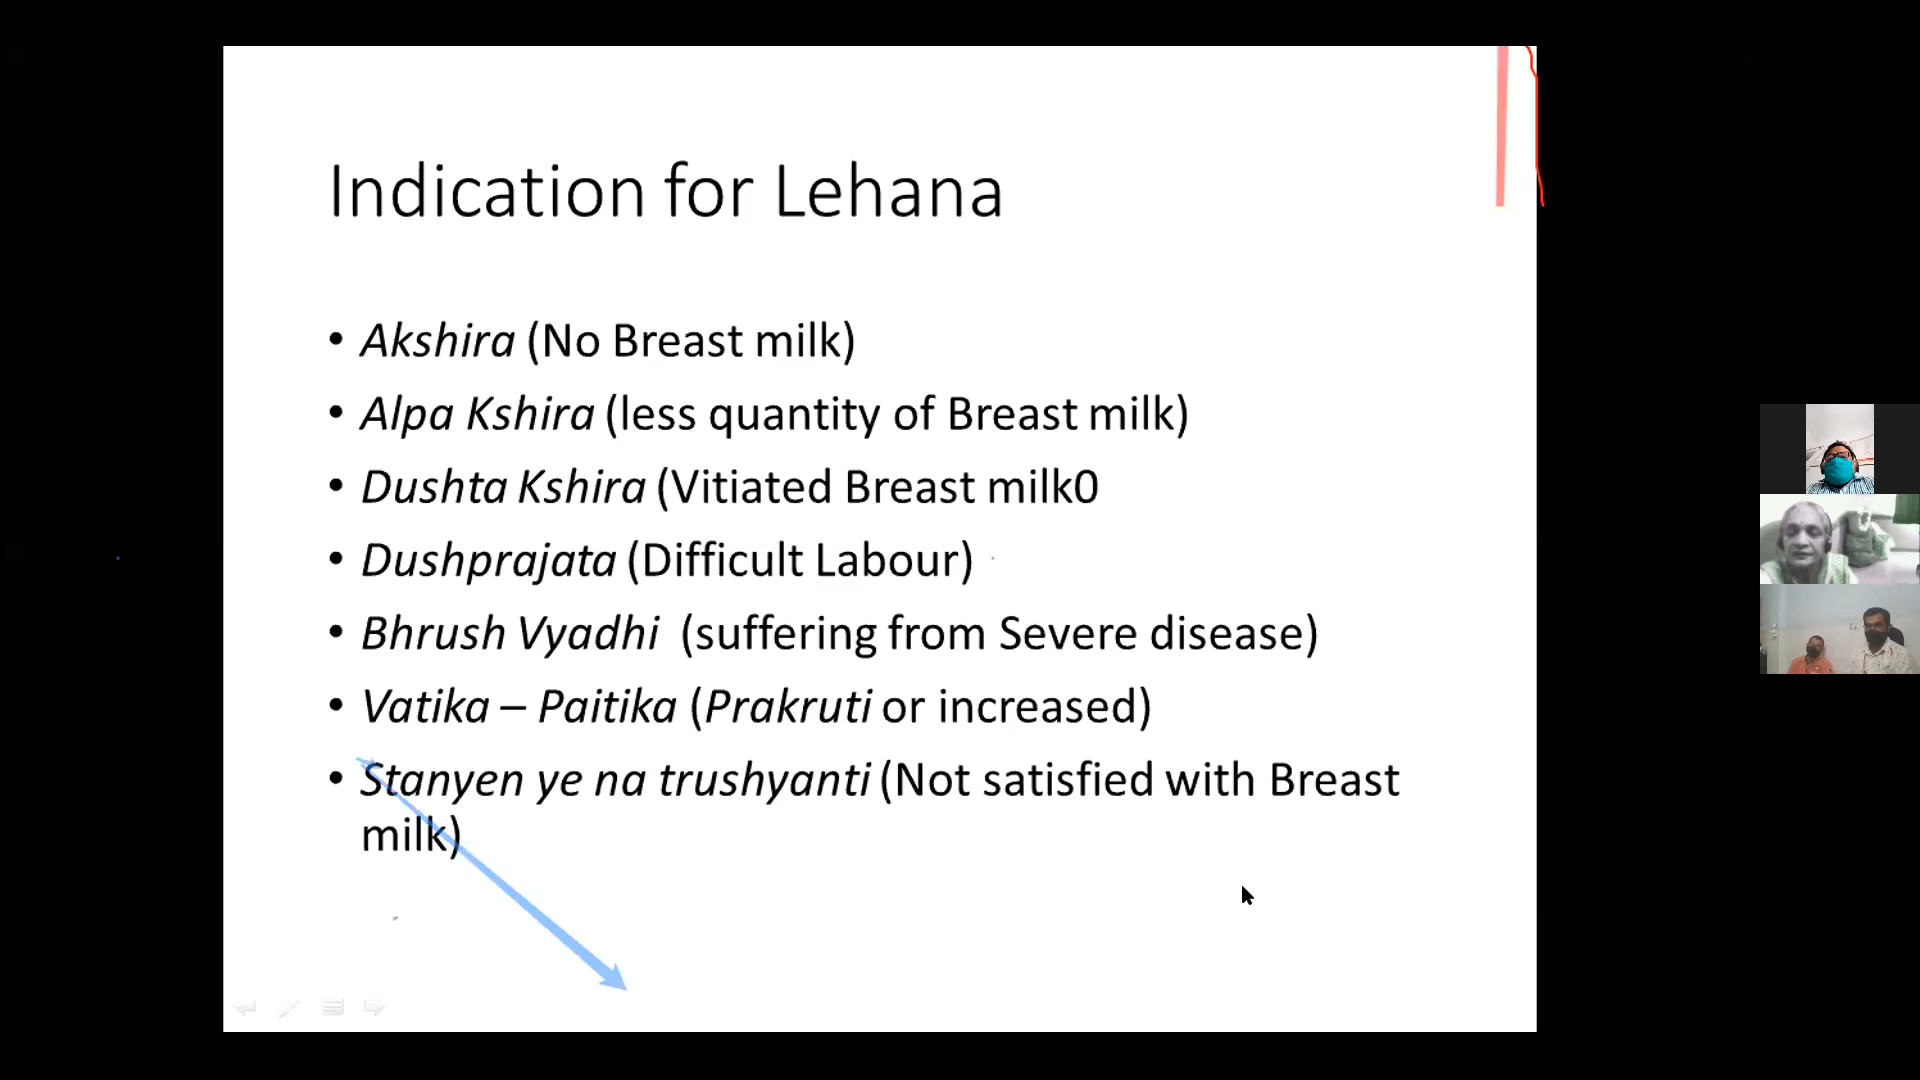 Indication for Lehana
• Akshira (No Breast milk)
• Alpa Kshira (less quantity of Breast milk)
• Dushta Kshira (Vitiated Breast milk0
• Dushprajata (Difficult Labour)
• Bhrush Vyadhi (suffering from Severe disease)
• Vatika – Paitika (Prakruti or increased)
• Stanyen ye na trushyanti (Not satisfied with Breast
milk)